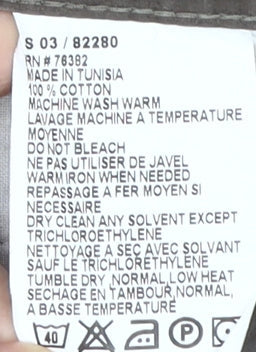 S 03 / 82280
RN # 76382
MADE IN TUNISIA
100 % COTTON
MACHINE WASH WARM
LAVAGE MACHINE A TEMPERATURE
MOYENNE
DO NOT BLEACH
NE PAS UTILISER DE JAVEL
WARM IRON WHEN NEEDED
REPASSAGE A FER MOYEN SI
NECESSAIRE
DRY CLEAN ANY SOLVENT EXCEPT
TRICHLOROETHYLENE
NETTOYAGE A SEC AVEC SOLVANT
SAUF LE TRICHLORETHYLENE
TUMBLE DRY ,NORMAL,LOW HEAT
SECHAGE EN TAMBOUR,NORMAL,
A BASSE TEMPERATURE
40 P